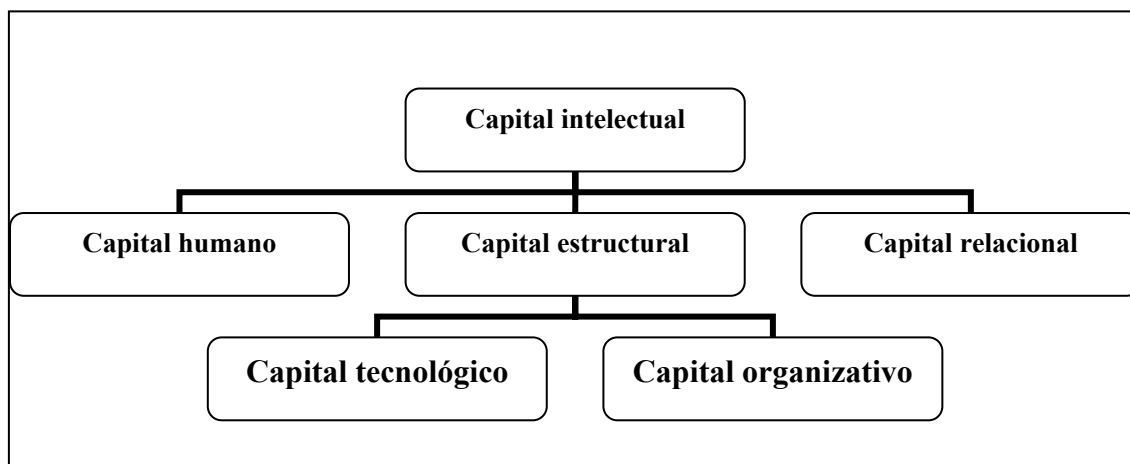 Capital intelectual
Capital humano
Capital estructural
Capital relacional
Capital tecnológico
Capital organizativo